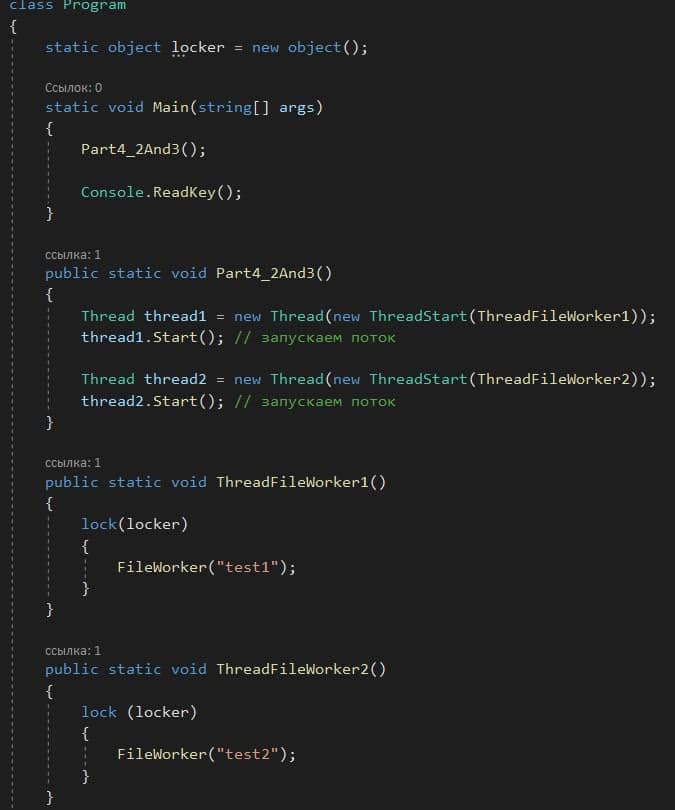 class Program
{
static object locker = new object();
Ссылок: 0
static void Main(string[] args)
{
Part4_2And3();
Console.ReadKey();
}
ссылка: 1
public static void Part4_2And3()
{
Thread thread1 = new Thread(new ThreadStart(ThreadFileWorker1));
thread1.Start(); // запускаем поток
Thread thread2 = new Thread(new ThreadStart(ThreadFileWorker2));
thread2.Start(); // запускаем поток
}
ссылка: 1
public static void ThreadFileWorker1()
{
lock(locker)
{
FileWorker("test1");
}
}
ссылка: 1
public static void ThreadFileWorker2()
{
lock (locker)
{
FileWorker("test2");
}
}